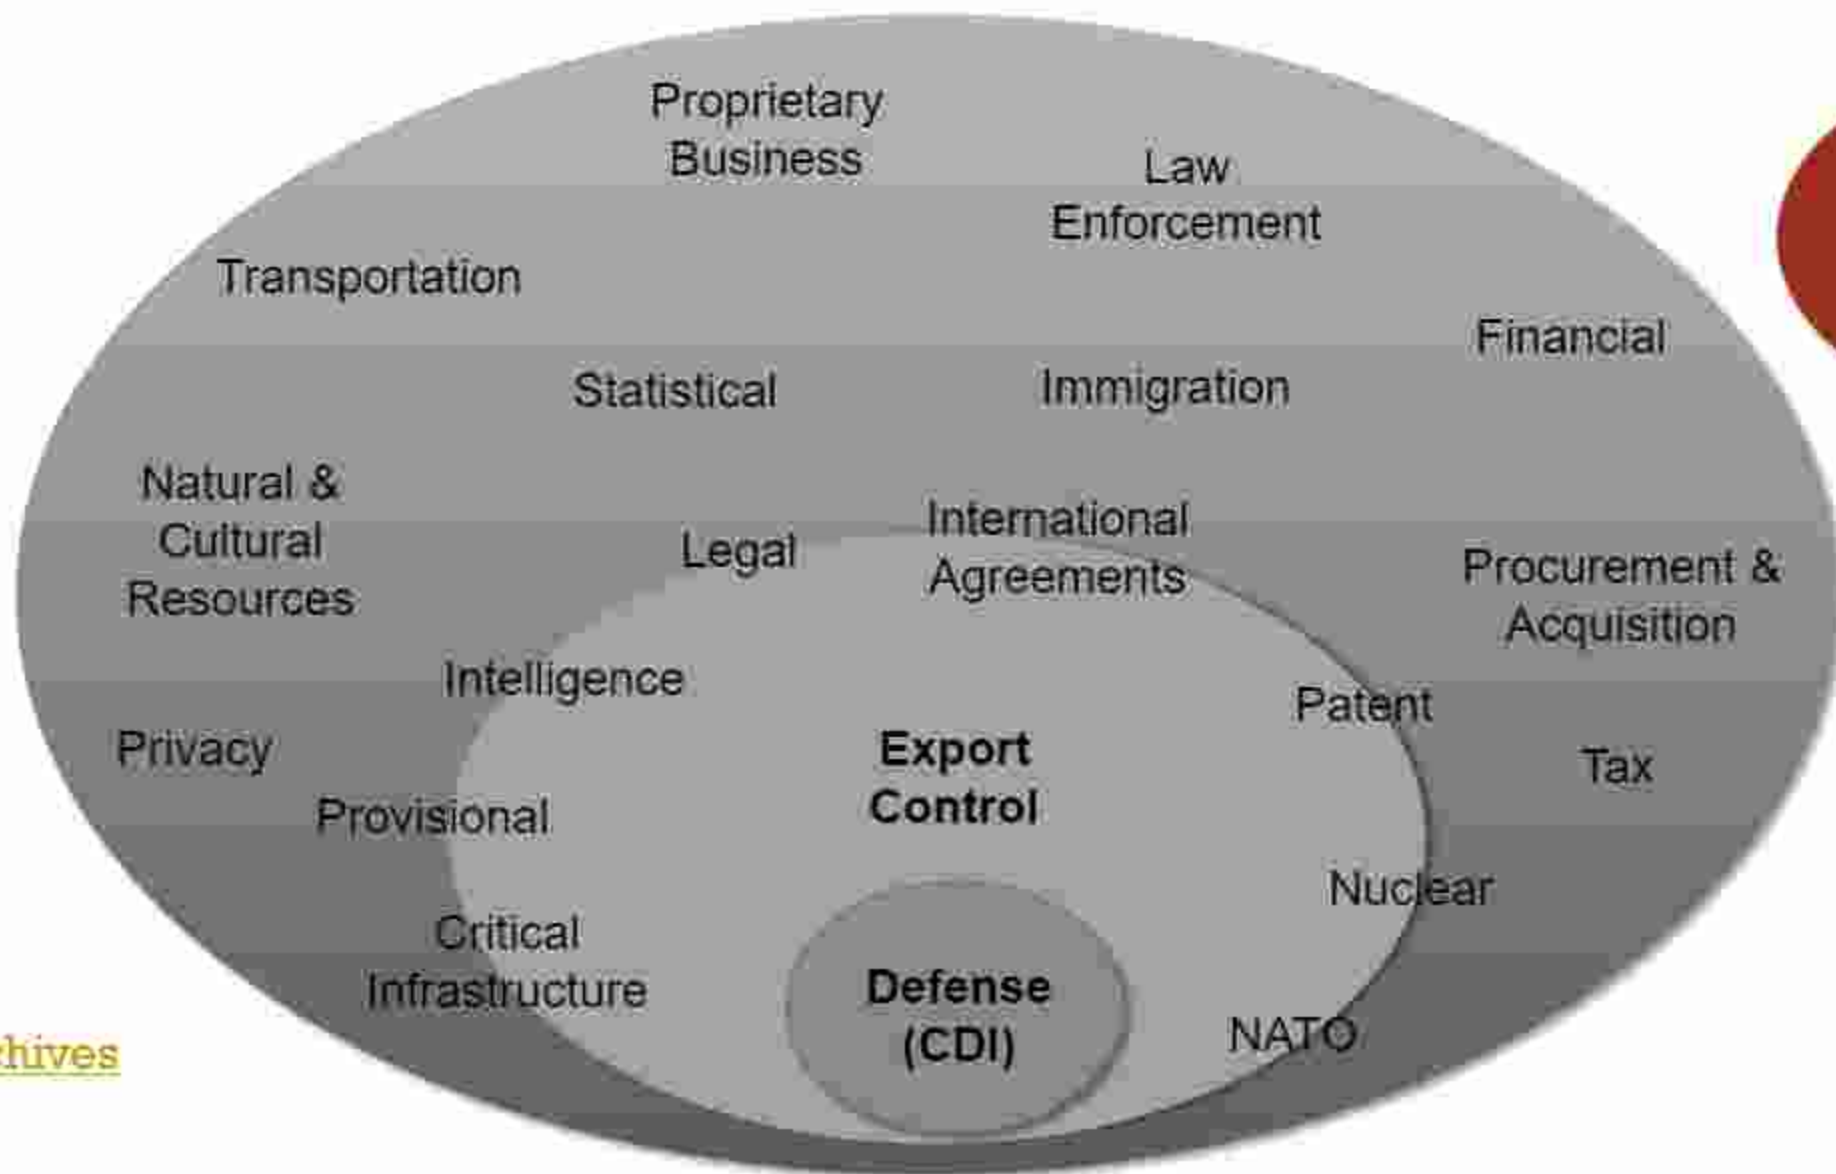 Proprietary
Business
Law
Enforcement
Transportation
Financial
Statistical
Immigration
Natural &
Cultural
Resources
Legal
International
Agreements
Procurement &
Acquisition
Intelligence
Patent
Privacy
Export
Control
Tax
Provisional
Nuclear
Critical
Infrastructure
Defense
(CDI)
NATO
chives